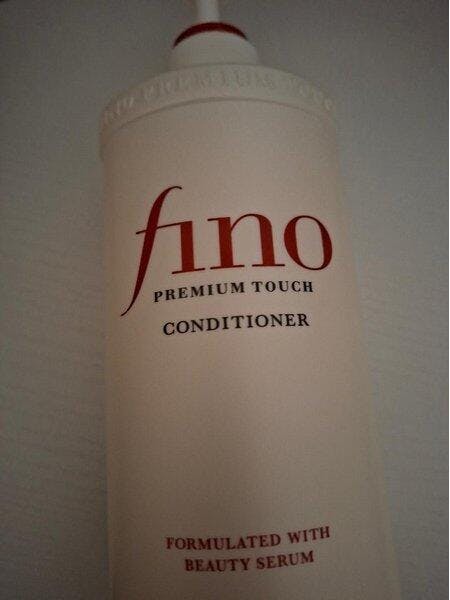 fino
PREMIUM TOUCH
CONDITIONER
FORMULATED WITH
BEAUTY SERUM